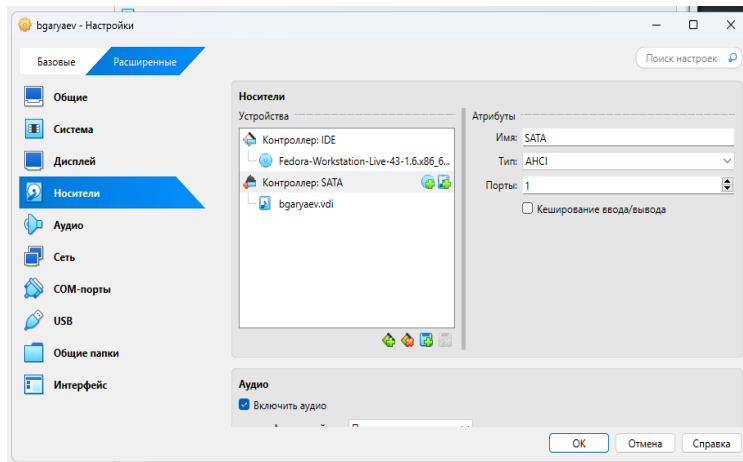 bgaryaev - Настройки
Базовые
Расширенные
Поиск настроек
Общие
Система
Дисплей
Носители
Аудио
Сеть
COM-порты
USB
Общие папки
Интерфейс
Носители
Устройства
Контроллер: IDE
Fedora-Workstation-Live-43-1.6.x86_6...
Контроллер: SATA
bgaryaev.vdi
Атрибуты
Имя: SATA
Тип: AHCI
Порты: 1
Кеширование ввода/вывода
Аудио
Включить аудио
OK
Отмена
Справка